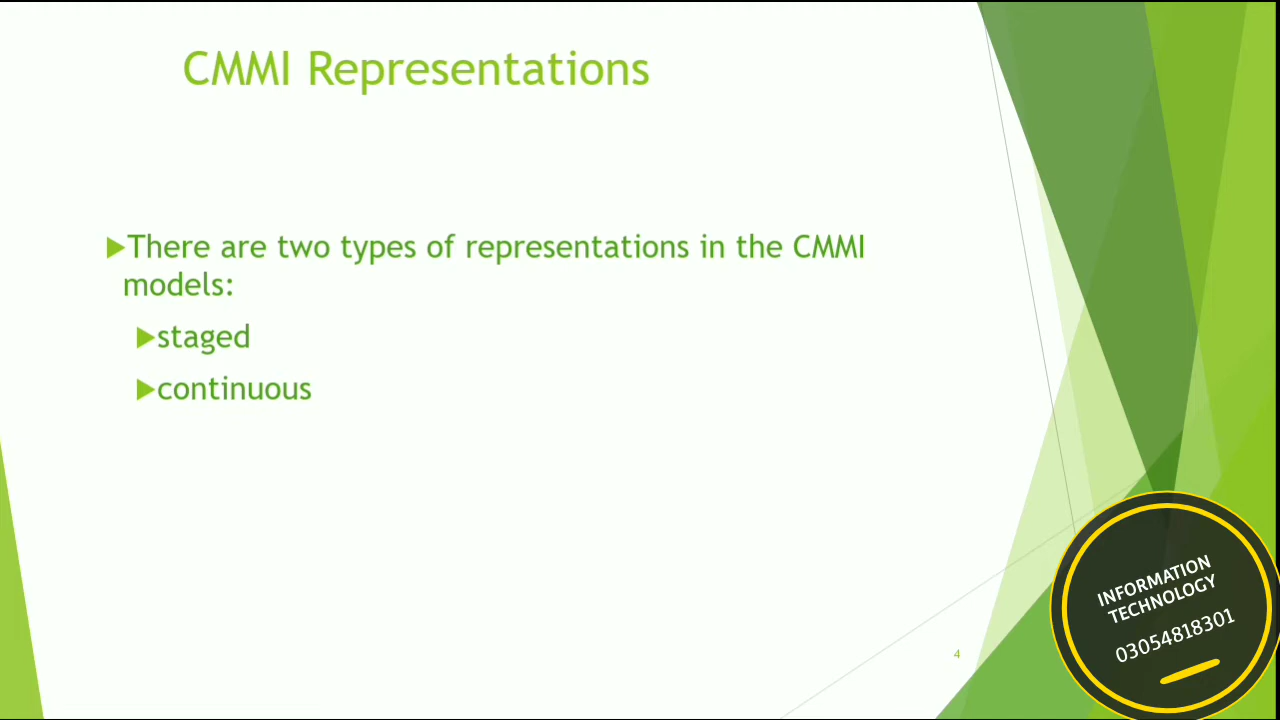 CMMI Representations
There are two types of representations in the CMMI
models:
staged
continuous
4
INFORMATION
TECHNOLOGY
03054818301